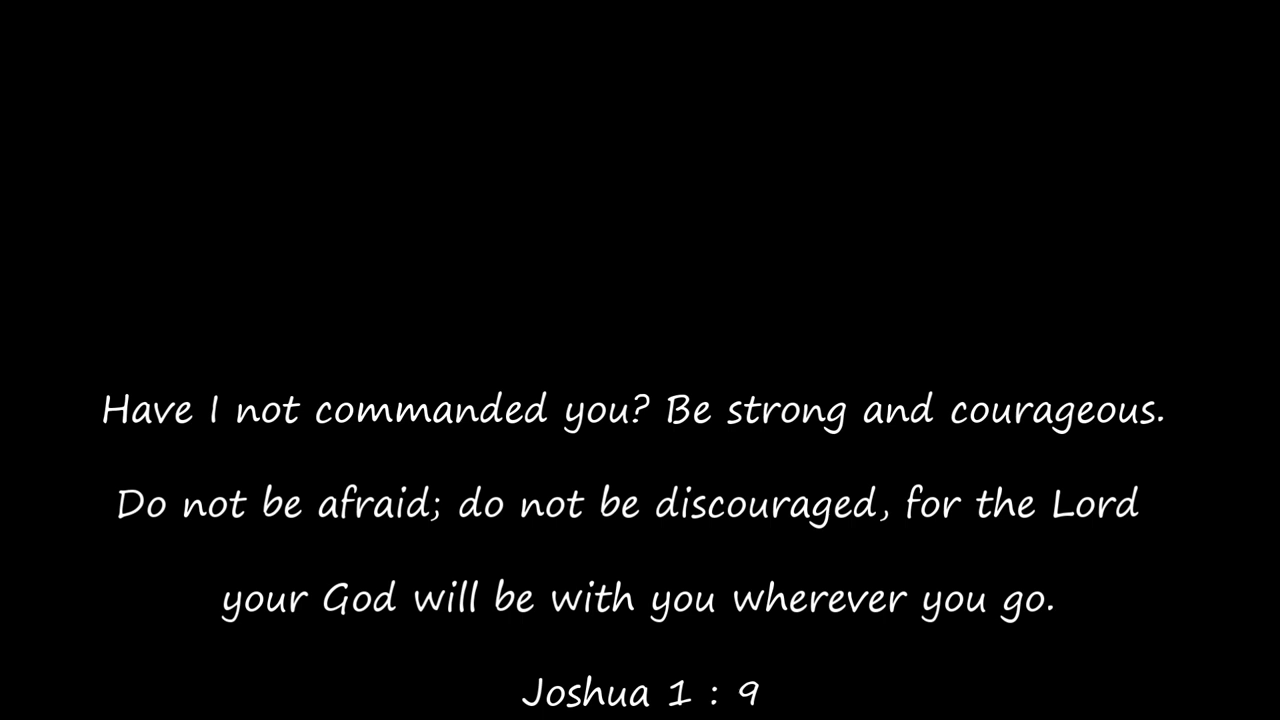 Have I not commanded you? Be strong and courageous.
Do not be afraid; do not be discouraged, for the Lord
your God will be with you wherever you go.
Joshua 1 : 9